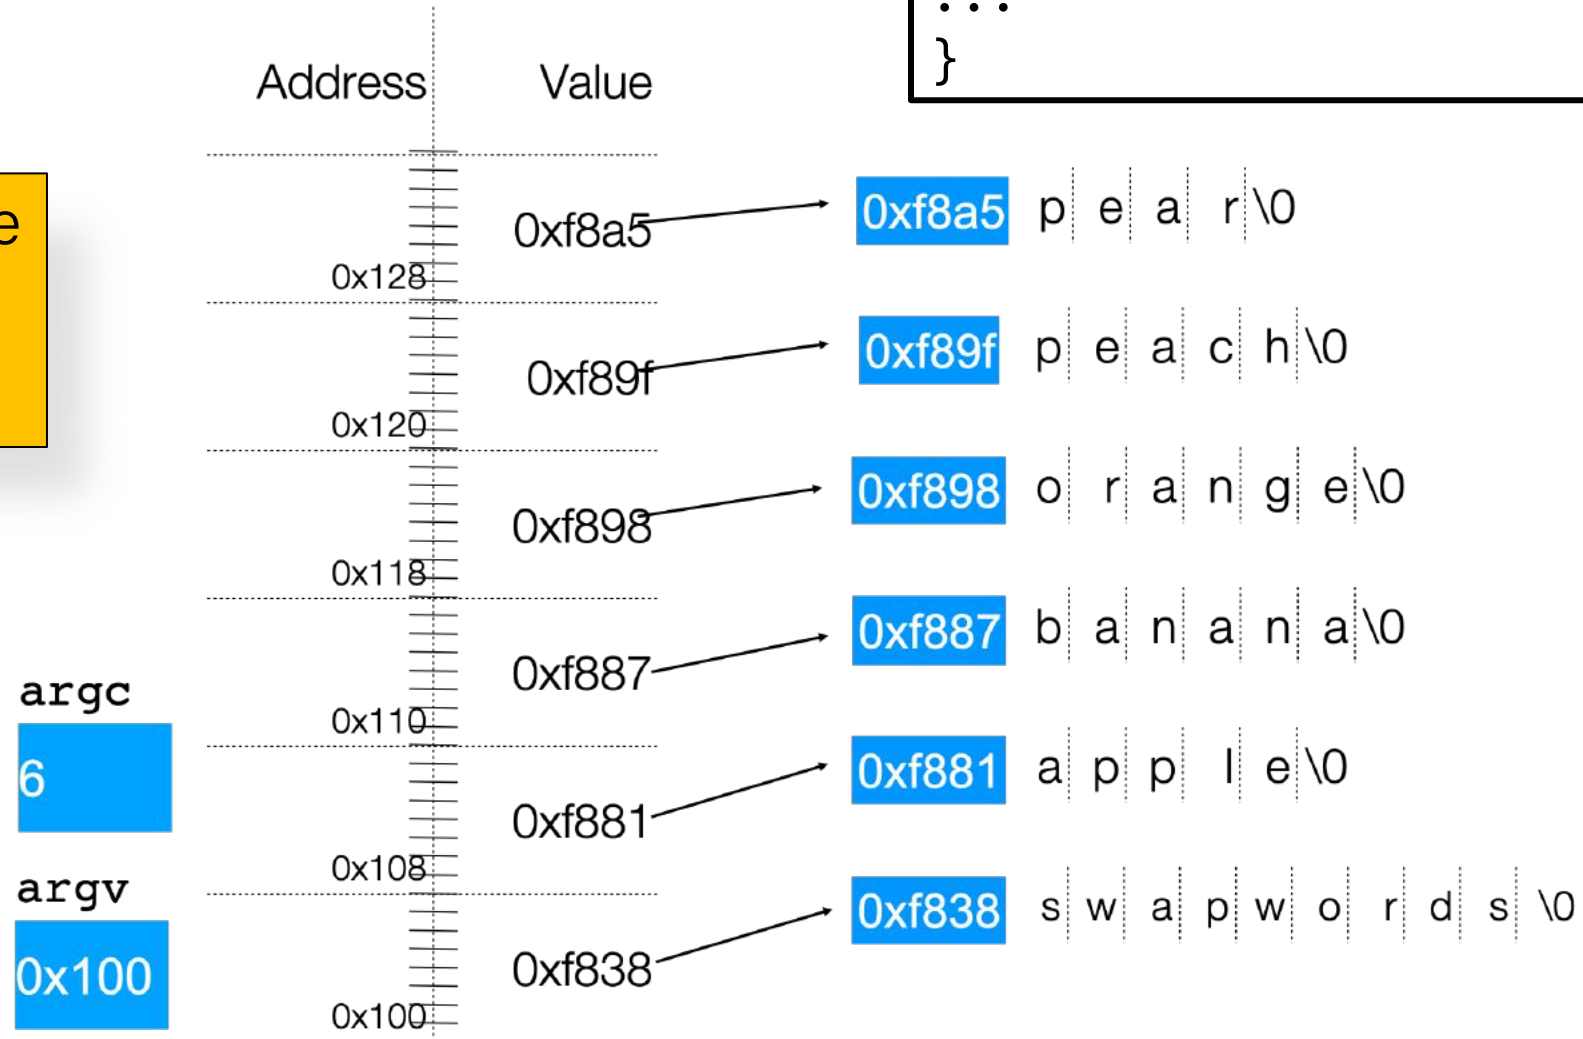 ...
}
Address Value
e
0xf8a5 0xf8a5 p e a r \0
0x128
0xf89f 0xf89f p e a c h \0
0x120
0xf898 0xf898 o r a n g e \0
0x118
0xf887 0xf887 b a n a n a \0
argc
0x110
6
0xf881 0xf881 a p p l e \0
0x108
argv
0xf838 0xf838 s w a p w o r d s \0
0x100
0x100